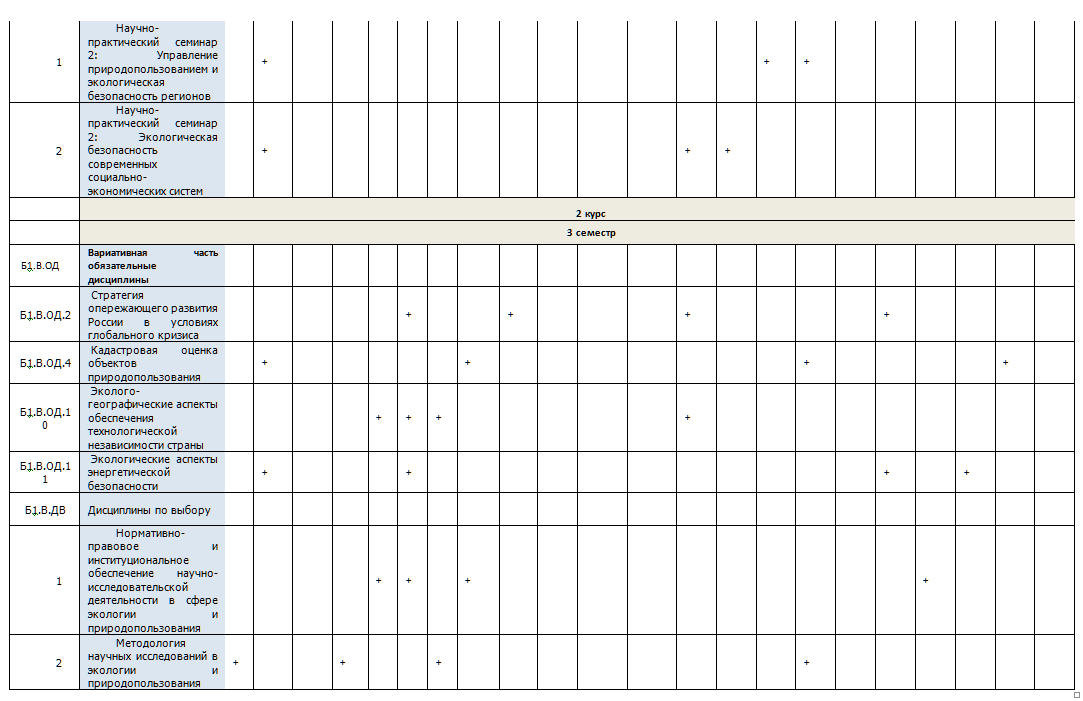 Научно-
практический семинар
2: Управление
природопользованием и
экологическая
безопасность регионов
1 + + +
Научно-
практический семинар
2: Экологическая
безопасность
современных
социально-
экономических систем
2 + + +
2 курс
3 семестр
Б1.В.ОД
Вариативная часть
обязательные
дисциплины
Б1.В.ОД.2
Стратегия
опережающего развития
России в условиях
глобального кризиса
+ + + +
Б1.В.ОД.4
Кадастровая оценка
объектов
природопользования
+ + + +
Б1.В.ОД.1
0
Эколого-
географические аспекты
обеспечения
технологической
независимости страны
+ + + +
Б1.В.ОД.1
1
Экологические аспекты
энергетической
безопасности
+ + + +
Б1.В.ДВ
Дисциплины по выбору
1
Нормативно-
правовое и
институциональное
обеспечение научно-
исследовательской
деятельности в сфере
экологии и
природопользования
+ + + +
2
Методология
научных исследований в
экологии и
природопользования
+ + + +